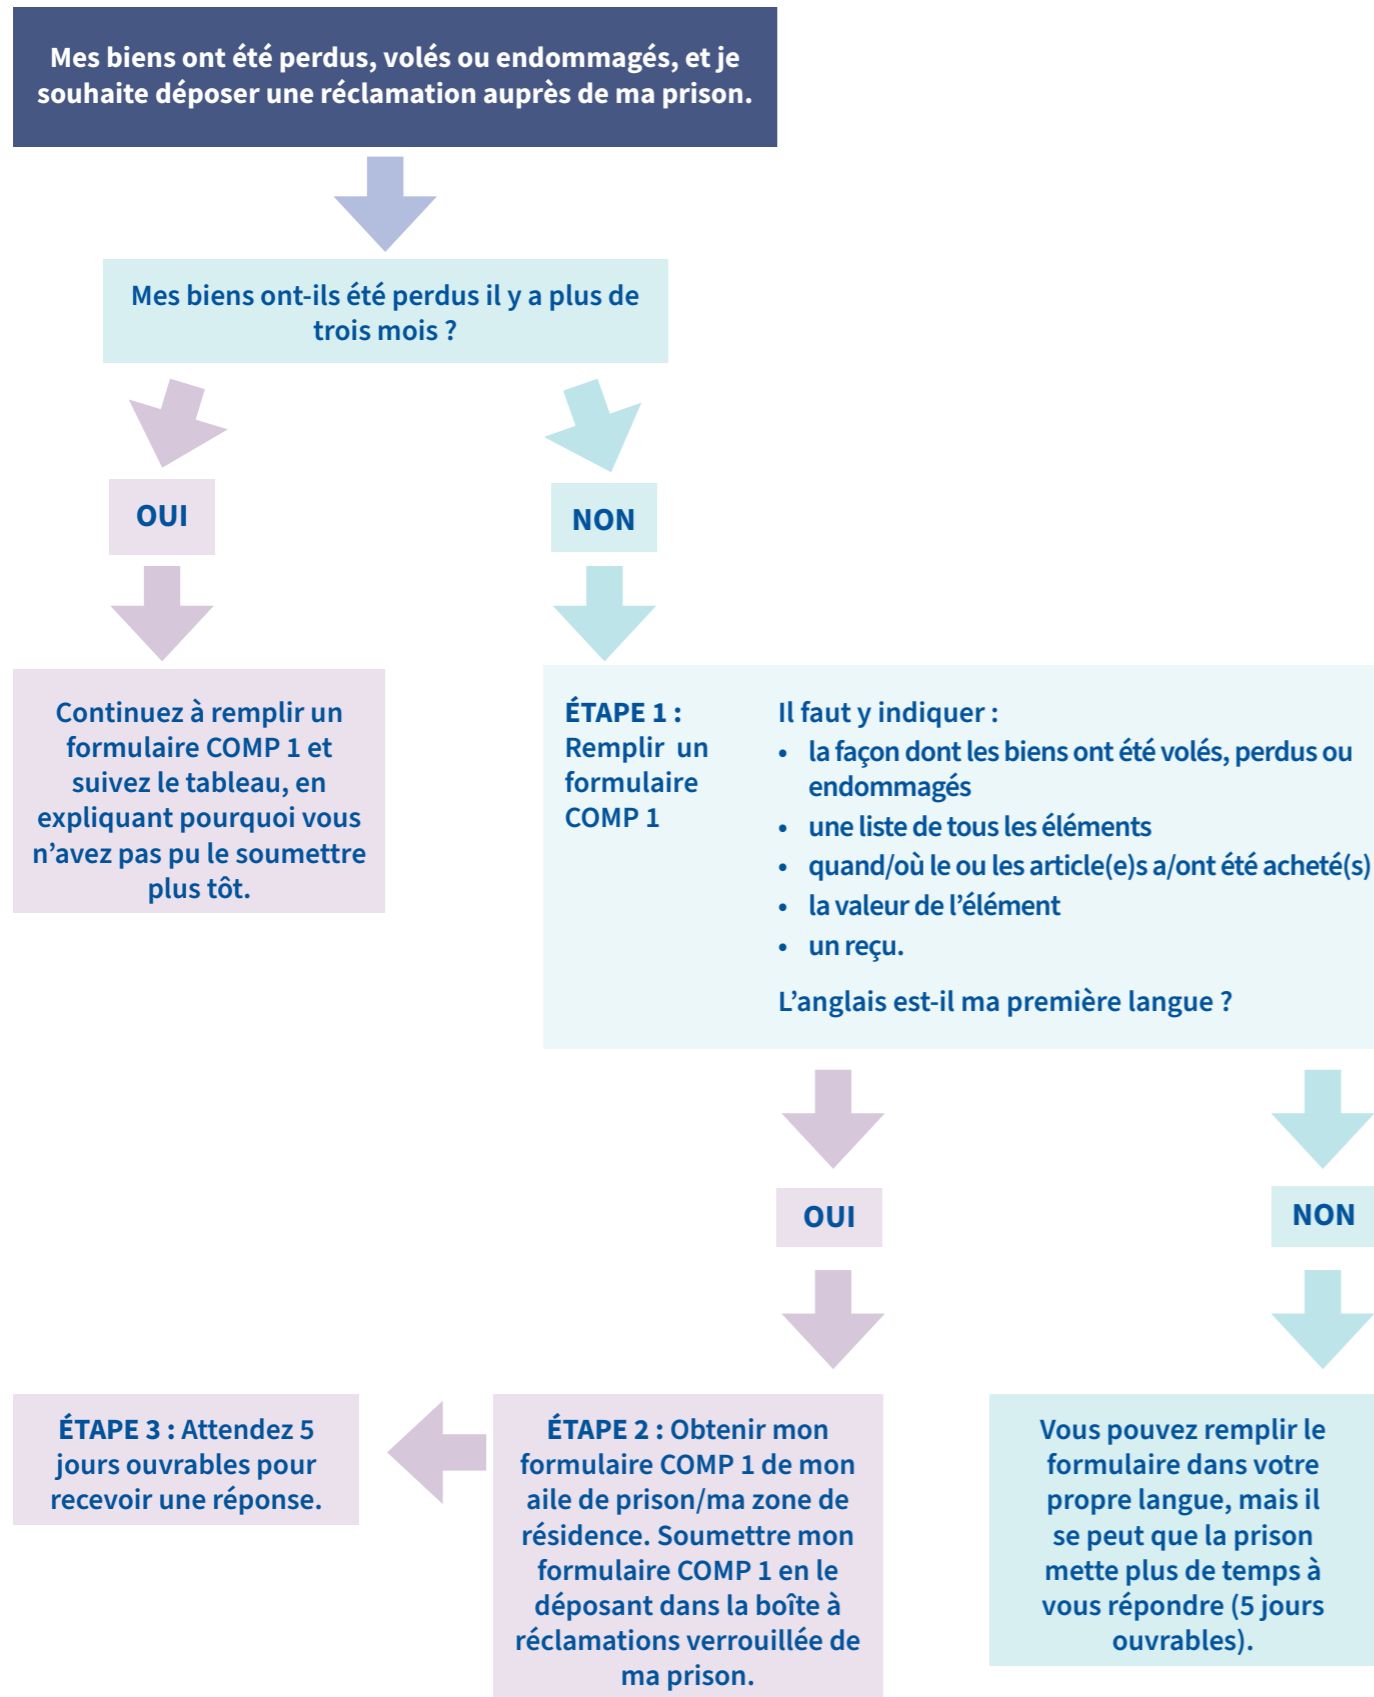 Mes biens ont été perdus, volés ou endommagés, et je
souhaite déposer une réclamation auprès de ma prison.
Mes biens ont-ils été perdus il y a plus de
trois mois ?
OUI
NON
Continuez à remplir un
formulaire COMP 1 et
suivez le tableau, en
expliquant pourquoi vous
n’avez pas pu le soumettre
plus tôt.
ÉTAPE 1 :
Remplir un
formulaire
COMP 1
Il faut y indiquer :
• la façon dont les biens ont été volés, perdus ou
endommagés
• une liste de tous les éléments
• quand/où le ou les article(e)s a/ont été acheté(s)
• la valeur de l’élément
• un reçu.
L’anglais est-il ma première langue ?
OUI
NON
ÉTAPE 3 : Attendez 5
jours ouvrables pour
recevoir une réponse.
ÉTAPE 2 : Obtenir mon
formulaire COMP 1 de mon
aile de prison/ma zone de
résidence. Soumettre mon
formulaire COMP 1 en le
déposant dans la boîte à
réclamations verrouillée de
ma prison.
Vous pouvez remplir le
formulaire dans votre
propre langue, mais il
se peut que la prison
mette plus de temps à
vous répondre (5 jours
ouvrables).